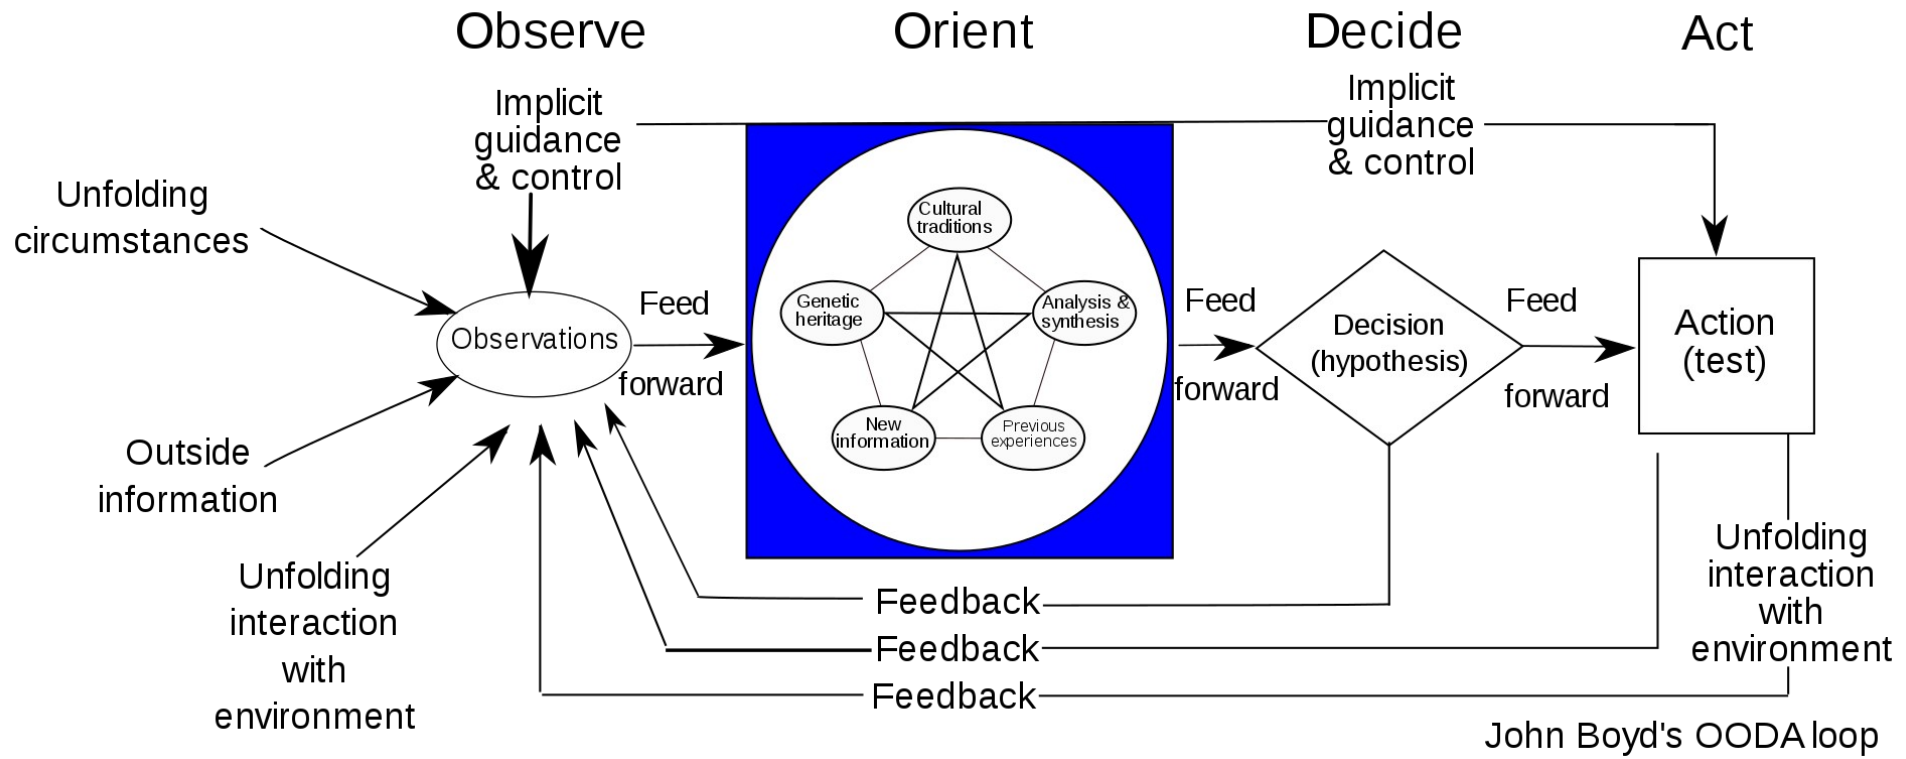 Observe
Orient
Decide
Act
Implicit
guidance
& control
Implicit
guidance
& control
Unfolding
circumstances
Observations
Feed
forward
Cultural
traditions
Genetic
heritage
Analysis &
synthesis
New
information
Previous
experiences
Feed
forward
Decision
(hypothesis)
Feed
forward
Action
(test)
Outside
information
Unfolding
interaction
with
environment
Unfolding
interaction
with
environment
Feedback
Feedback
Feedback
John Boyd's OODA loop